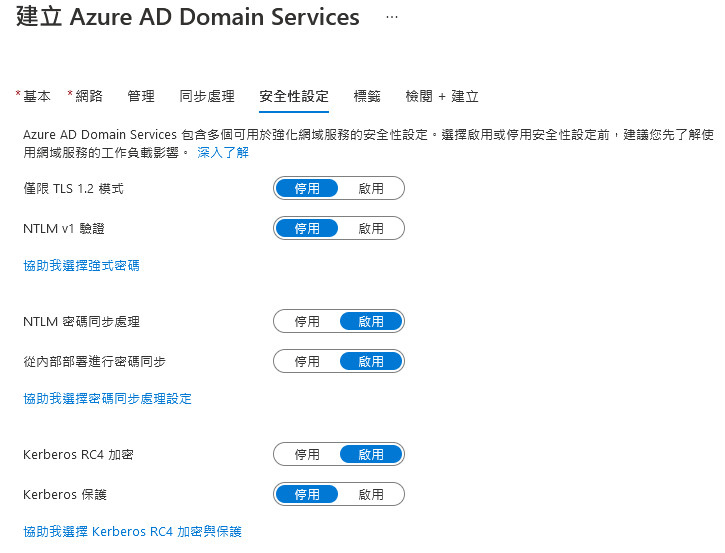 建立 Azure AD Domain Services ...
*基本 *網路 管理 同步處理 安全性設定 標籤 檢閱 + 建立
Azure AD Domain Services 包含多個可用於強化網域服務的安全性設定。選擇啟用或停用安全性設定前，建議您先了解使
用網域服務的工作負載影響。 深入了解
僅限 TLS 1.2 模式 停用 啟用
NTLM v1 驗證 停用 啟用
協助我選擇強式密碼
NTLM 密碼同步處理 停用 啟用
從內部部署進行密碼同步 停用 啟用
協助我選擇密碼同步處理設定
Kerberos RC4 加密 停用 啟用
Kerberos 保護 停用 啟用
協助我選擇 Kerberos RC4 加密與保護